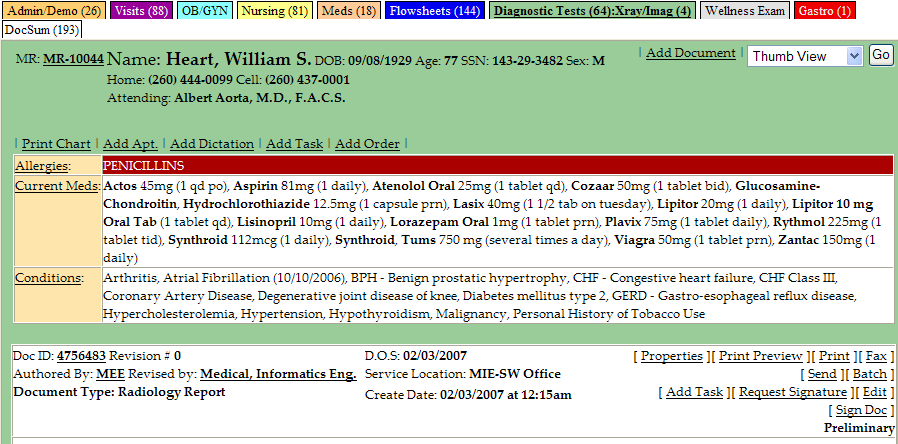 Admin/Demo (26) Visits (88) OB/GYN Nursing (81) Meds (18) Flowsheets (144) Diagnostic Tests (64):Xray/Imag (4) Wellness Exam Gastro (1)
DocSum (193)
MR: MR-10044 Name: Heart, William S. DOB: 09/08/1929 Age: 77 SSN: 143-29-3482 Sex: M | Add Document | Thumb View Go
Home: (260) 444-0099 Cell: (260) 437-0001
Attending: Albert Aorta, M.D., F.A.C.S.
| Print Chart | Add Apt. | Add Dictation | Add Task | Add Order |
Allergies: PENICILLINS
Current Meds: Actos 45mg (1 qd po), Aspirin 81mg (1 daily), Atenolol Oral 25mg (1 tablet qd), Cozaar 50mg (1 tablet bid), Glucosamine-
Chondroitin, Hydrochlorothiazide 12.5mg (1 capsule prn), Lasix 40mg (1 1/2 tab on tuesday), Lipitor 20mg (1 daily), Lipitor 10 mg
Oral Tab (1 tablet qd), Lisinopril 10mg (1 daily), Lorazepam Oral 1mg (1 tablet prn), Plavix 75mg (1 tablet daily), Rythmol 225mg (1
tablet tid), Synthroid 112mcg (1 daily), Synthroid, Tums 750 mg (several times a day), Viagra 50mg (1 tablet prn), Zantac 150mg (1
daily)
Conditions: Arthritis, Atrial Fibrillation (10/10/2006), BPH - Benign prostatic hypertrophy, CHF - Congestive heart failure, CHF Class III,
Coronary Artery Disease, Degenerative joint disease of knee, Diabetes mellitus type 2, GERD - Gastro-esophageal reflux disease,
Hypercholesterolemia, Hypertension, Hypothyroidism, Malignancy, Personal History of Tobacco Use
Doc ID: 4756483 Revision # 0 D.O.S: 02/03/2007 [ Properties ][ Print Preview ][ Print ][ Fax ]
Authored By: MEE Revised by: Medical, Informatics Eng. Service Location: MIE-SW Office [ Send ][ Batch ]
Document Type: Radiology Report Create Date: 02/03/2007 at 12:15am [ Add Task ][ Request Signature ][ Edit ]
[ Sign Doc ]
Preliminary